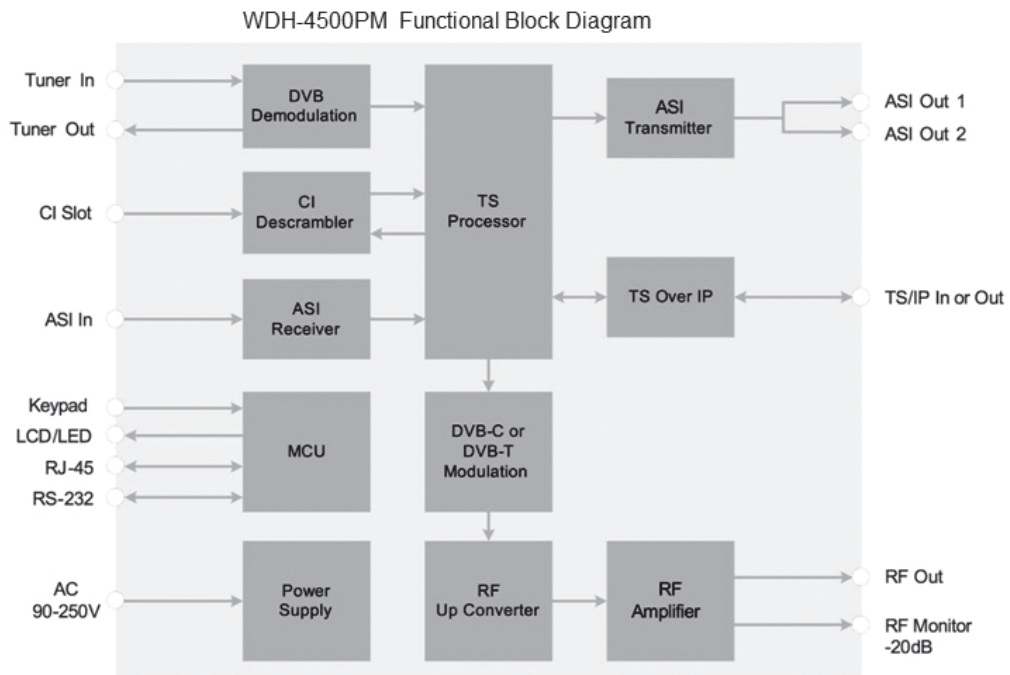 WDH-4500PM Functional Block Diagram
Tuner In
Tuner Out
CI Slot
ASI In
Keypad
LCD/LED
RJ-45
RS-232
AC
90-250V
DVB
Demodulation
CI
Descrambler
ASI
Receiver
MCU
Power
Supply
TS
Processor
DVB-C or
DVB-T
Modulation
RF
Up Converter
ASI
Transmitter
TS Over IP
RF
Amplifier
ASI Out 1
ASI Out 2
TS/IP In or Out
RF Out
RF Monitor
-20dB